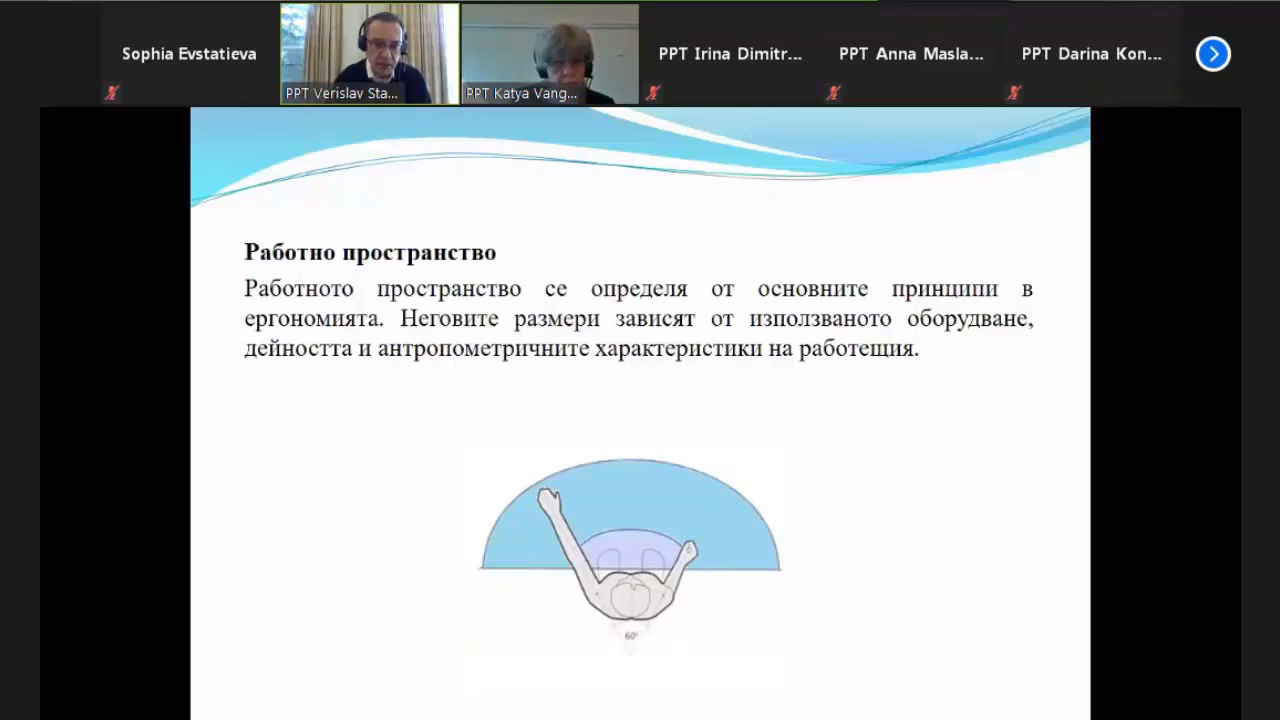 Sophia Evstatieva
PPT Verislav Sta...
PPT Katya Vang...
PPT Irina Dimitr...
PPT Anna Masla...
PPT Darina Kon...
Работно пространство
Работното пространство се определя от основните принципи в
ергономията. Неговите размери зависят от използваното оборудване,
дейността и антропометричните характеристики на работещия.
60°